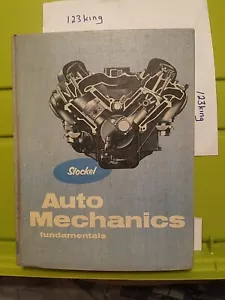 123king
123king
Stockel
Auto
Mechanics
fundamentals